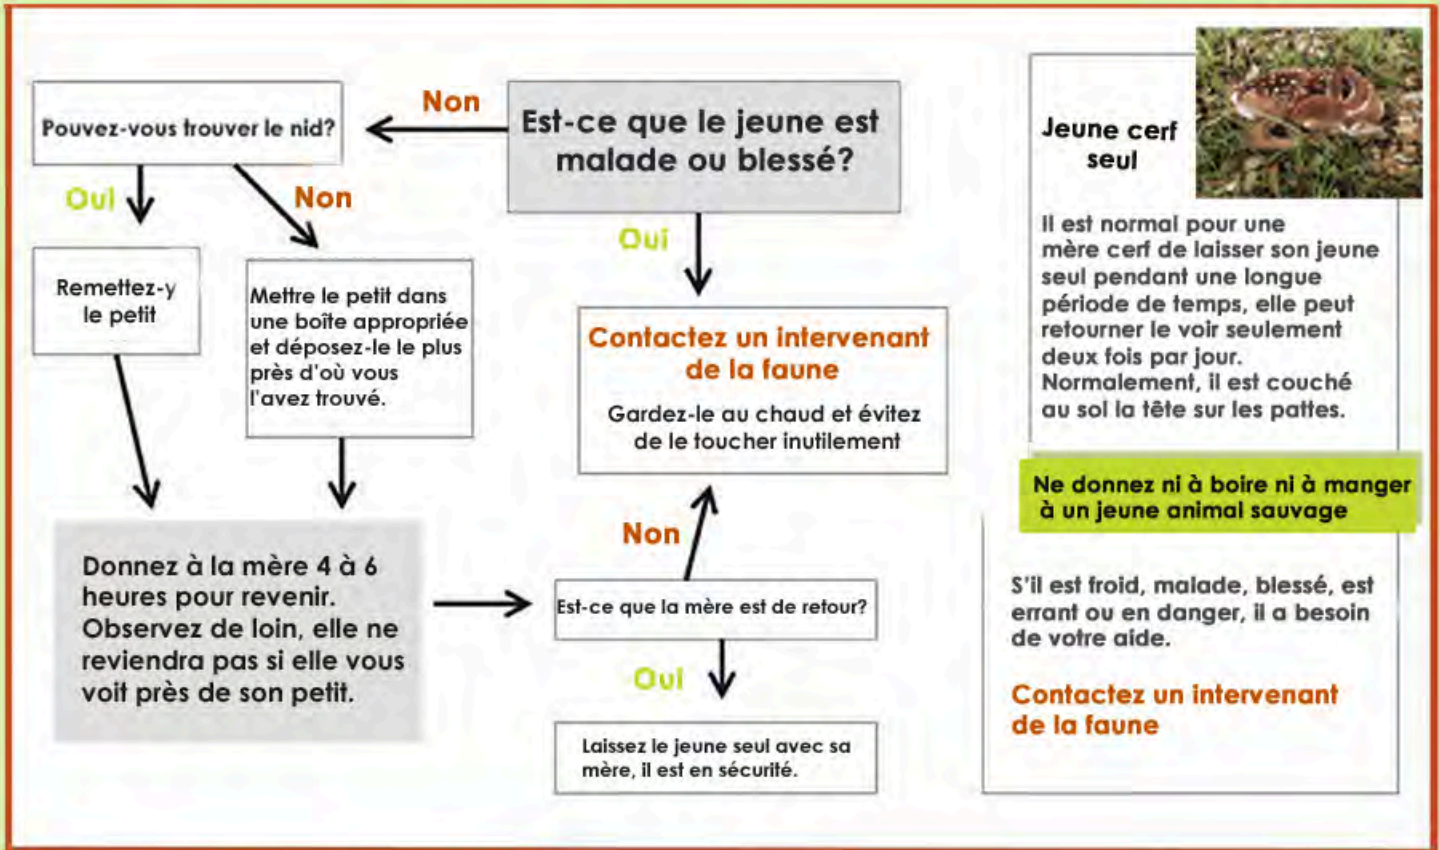 Est-ce que le jeune est
malade ou blessé?
Non
Pouvez-vous trouver le nid?
Oui
Non
Remettez-y
le petit
Mettre le petit dans
une boîte appropriée
et déposez-le le plus
près d'où vous
l'avez trouvé.
Donnez à la mère 4 à 6
heures pour revenir.
Observez de loin, elle ne
reviendra pas si elle vous
voit près de son petit.
Oui
Contactez un intervenant
de la faune
Gardez-le au chaud et évitez
de le toucher inutilement
Non
Est-ce que la mère est de retour?
Oui
Laissez le jeune seul avec sa
mère, il est en sécurité.
Jeune cerf
seul
Il est normal pour une
mère cerf de laisser son jeune
seul pendant une longue
période de temps, elle peut
retourner le voir seulement
deux fois par jour.
Normalement, il est couché
au sol la tête sur les pattes.
Ne donnez ni à boire ni à manger
à un jeune animal sauvage
S'il est froid, malade, blessé, est
errant ou en danger, il a besoin
de votre aide.
Contactez un intervenant
de la faune